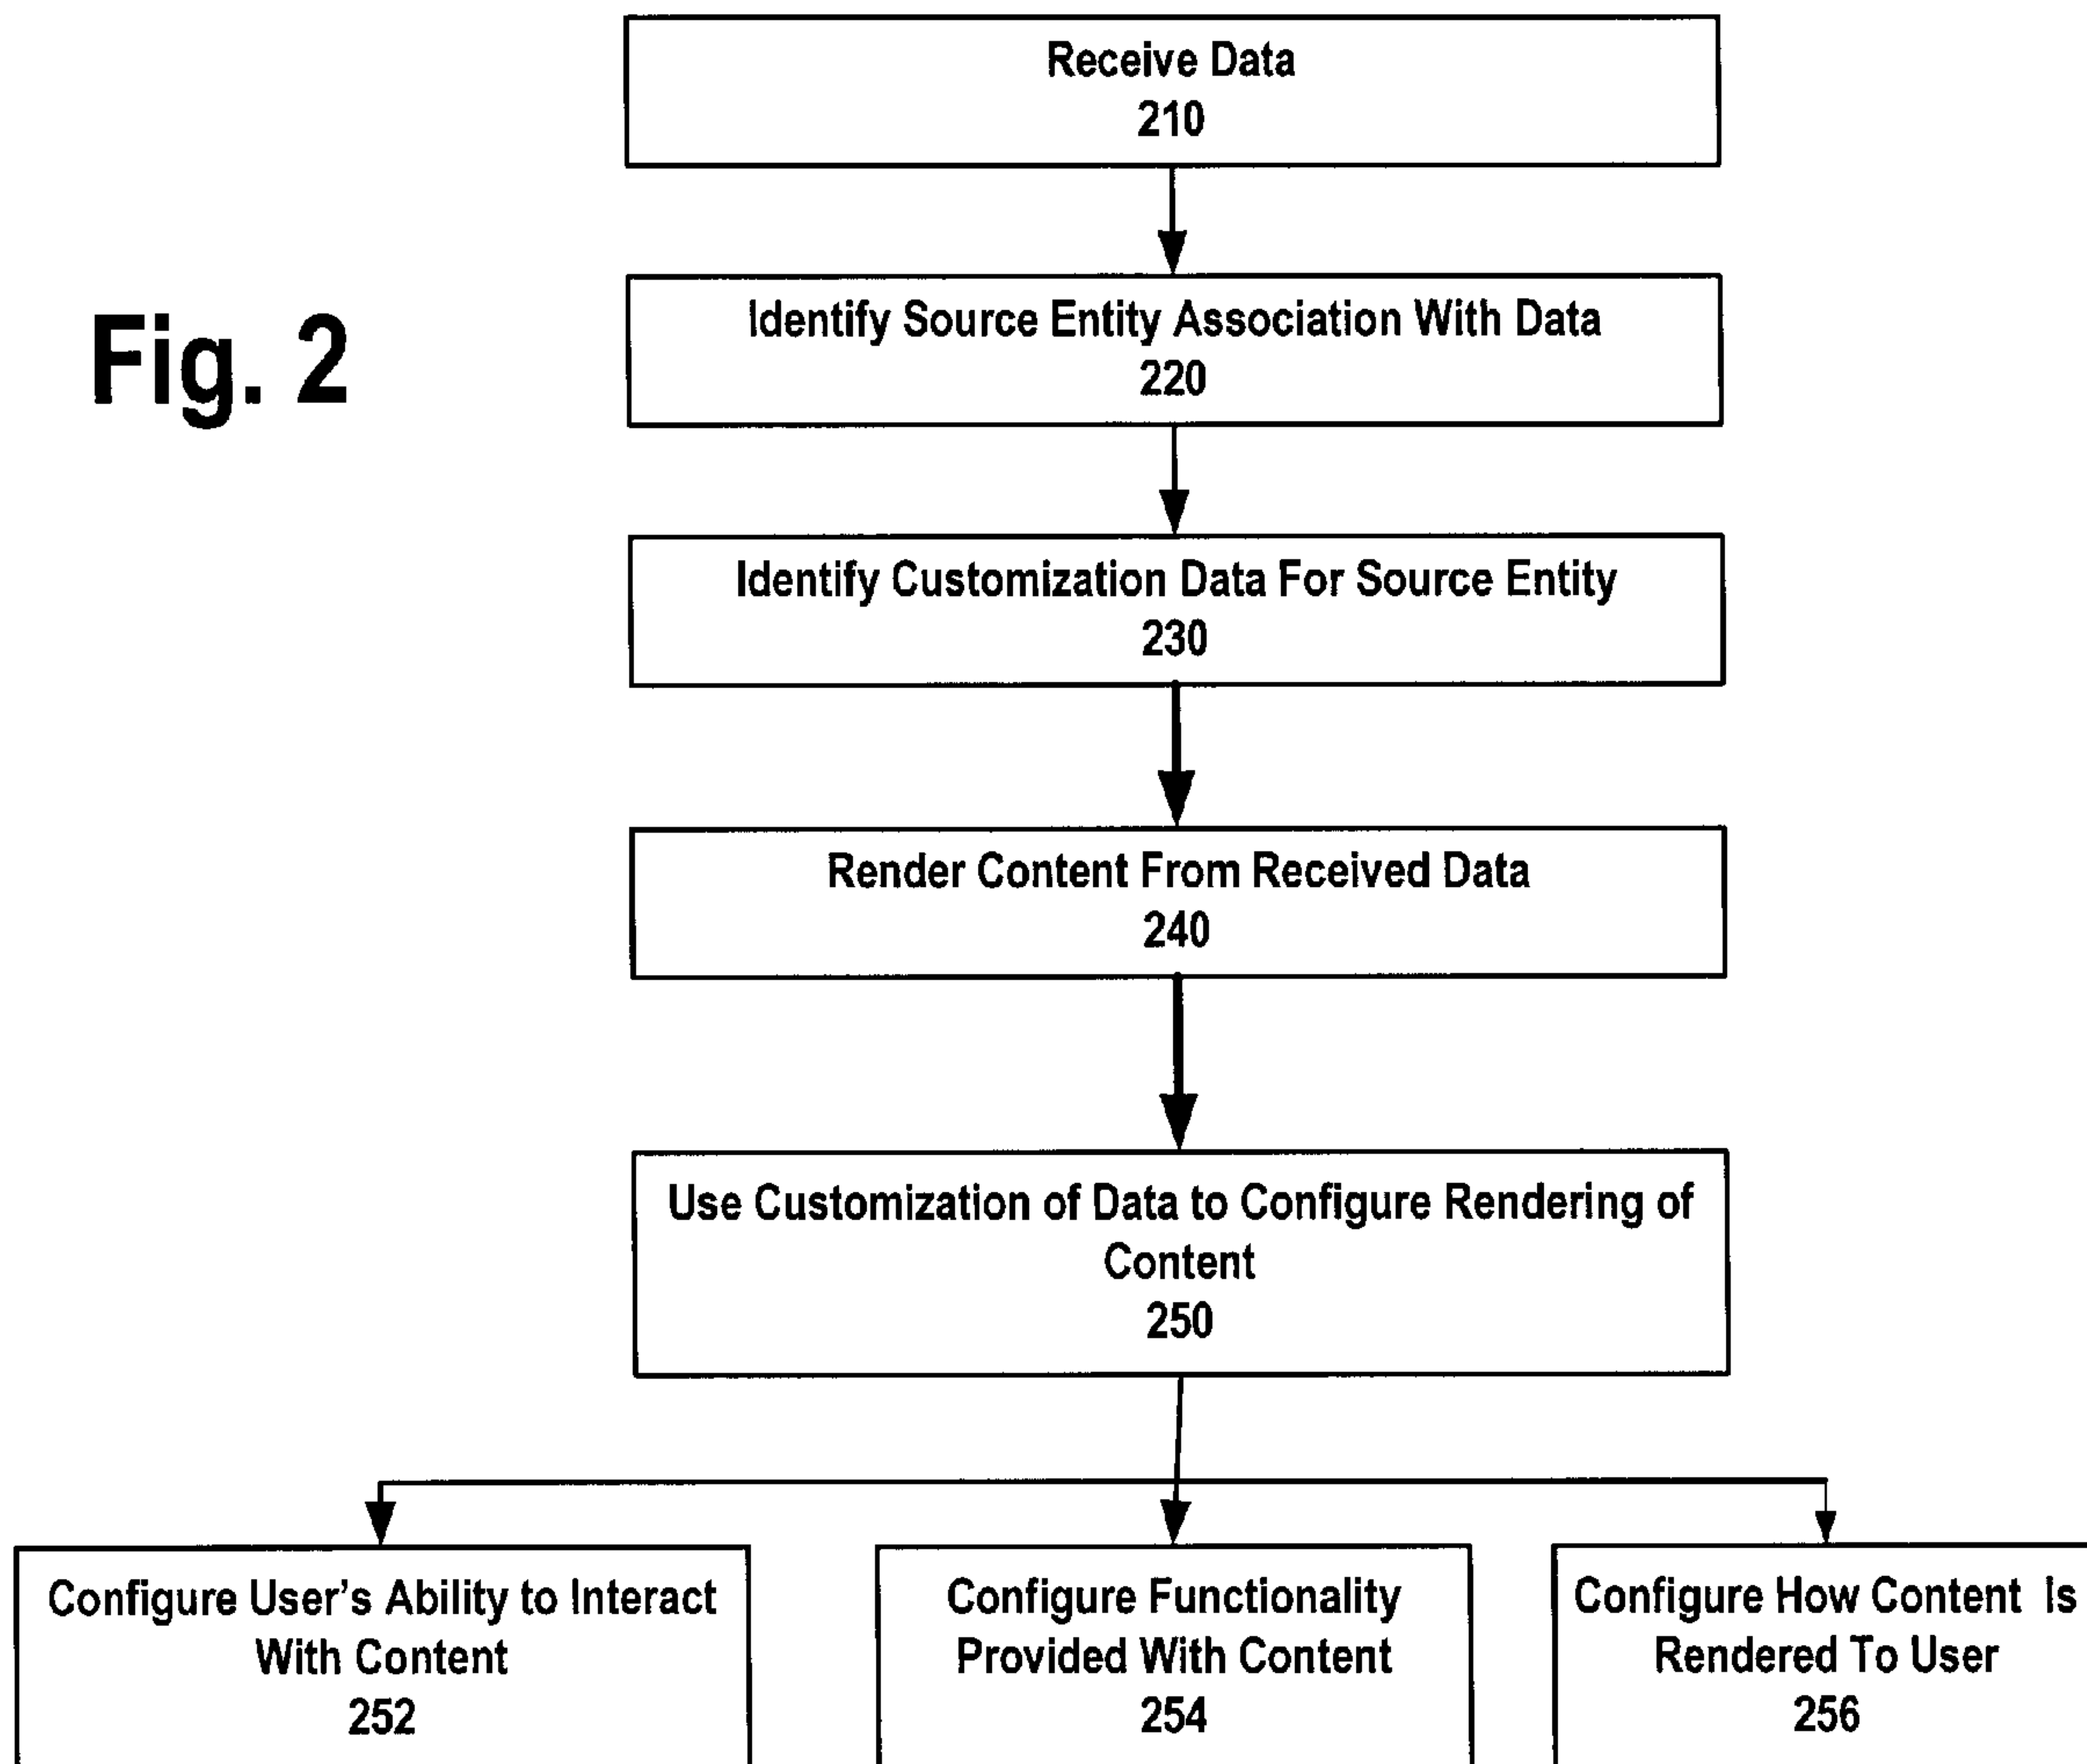 Receive Data
210
Fig. 2
Identify Source Entity Association With Data
220
Identify Customization Data For Source Entity
230
Render Content From Received Data
240
Use Customization of Data to Configure Rendering of
Content
250
Configure User's Ability to Interact
With Content
252
Configure Functionality
Provided With Content
254
Configure How Content Is
Rendered To User
256